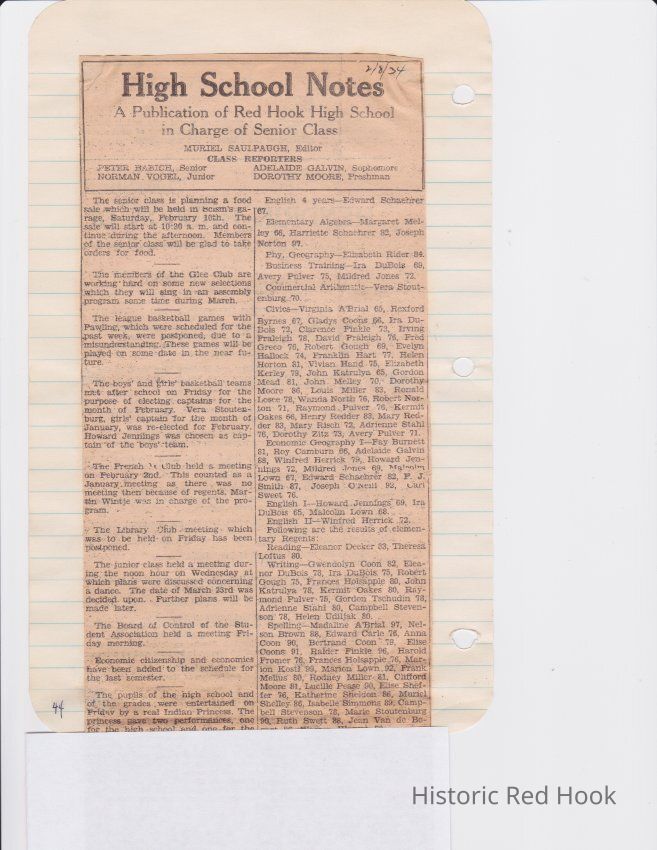 2/8/34
High School Notes
A Publication of Red Hook High School
in Charge of Senior Class
MURIEL SAULPAUGH, Editor
CLASS REPORTERS
PETER BABICH, Senior
NORMAN VOGEL, Junior
ADELAIDE GALVIN, Sophomore
DOROTHY MOORE, Freshman
The senior class is planning a food
sale which will be held in
rage, Saturday, February 10th. The
sale will start at 10:30 a. m. and con-
tinue during the afternoon. Members
of the senior class will be glad to take
orders for food.
The members of the Glee Club are
working hard on some new selections
which they will sing in an assembly
program some time during March.
The league basketball games with
Pawling, which were scheduled for the
past week, were postponed, due to a
misunderstanding. These games will be
played on some date in the near fu-
ture.
The boys' and girls' basketball teams
met after school on Friday for the
purpose of electing captains for the
month of February. Vera Stouten-
burg, girls' captain for the month of
January, was re-elected for February.
Howard Jennings was chosen as cap-
tain of the boys' team.
The French Club held a meeting
on February 2nd. This counted as a
January meeting as there was no
meeting then because of regents. Mar-
tin Wintje was in charge of the pro-
gram.
The Library Club meeting which
was to be held on Friday has been
postponed.
The junior class held a meeting dur-
ing the noon hour on Wednesday at
which plans were discussed concerning
a dance. The date of March 23rd was
decided upon. Further plans will be
made later.
The Board of Control of the Stu-
dent Association held a meeting Fri-
day morning.
Economic citizenship and economics
have been added to the schedule for
the last semester.
The pupils of the high school and
of the grades were entertained on
Friday by a real Indian Princess. The
princess gave two performances, one
for the high school and one for the
English 4 years—Edward Schaehrer
67.
Elementary Algebra—Margaret Mel-
ley 66, Harriette Schaehrer 82, Joseph
Norton 97.
Phy. Geography—Elizabeth Rider 84.
Business Training—Ira DuBois 69,
Avery Pulver 75, Mildred Jones 72.
Commercial Arithmetic—Vera Stout-
enburg 70.
Civics—Virginia A'Brial 65, Rexford
Byrnes 67, Gladys Coons 66, Ira Du-
Bois 72, Clarence Finkle 73, Irving
Fraleigh 78, David Fraleigh 76, Fred
Greco 76, Robert Gough 69, Evelyn
Hallock 74, Franklin Hart 77, Helen
Horton 81, Vivian Hand 75, Elizabeth
Kerley 79, John Katrulya 65, Gordon
Mead 81, John Melley 70, Dorothy
Moore 86, Louis Miller 83, Ronald
Losee 78, Wanda North 76, Robert Nor-
ton 71, Raymond Pulver 76, Kermit
Oakes 66, Henry Redder 83, Mary Red-
der 83, Mary Risch 72, Adrienne Stahl
76, Dorothy Zitz 73, Avery Pulver 71.
Economic Geography I—Fay Burnett
81, Roy Camburn 66, Adelaide Galvin
88, Winfred Herrick 79, Howard Jen-
nings 72, Mildred Jones 69, Malcolm
Lown 67, Edward Schaehrer 82, F. J.
Smith 87, Joseph O'Neil 92, Carl
Sweet 76.
English I—Howard Jennings 69, Ira
DuBois 65, Malcolm Lown 68.
English II—Winfred Herrick 72.
Following are the results of elemen-
tary Regents:
Reading—Eleanor Decker 83, Theresa
Loftus 80.
Writing—Gwendolyn Coon 82, Elea-
nor DuBois 78, Ira DuBois 75, Robert
Gough 75, Frances Holsapple 80, John
Katrulya 78, Kermit Oakes 80, Ray-
mond Pulver 75, Gordon Tschudin 78,
Adrienne Stahl 80, Campbell Steven-
son 78, Helen Udiljak 80.
Spelling—Madaline A'Brial 97, Nel-
son Brown 88, Edward Carle 76, Anna
Coon 90, Bertrand Coon 79, Elise
Coons 91, Raider Finkle 96, Harold
Fromer 76, Frances Holsapple 76, Mar-
ion Kostl 99, Marion Lown 92, Frank
Melius 80, Rodney Miller 81, Clifford
Moore 81, Lucille Pease 90, Elise Shef-
fer 76, Katherine Sheldon 86, Muriel
Shelley 86, Isabelle Simmons 89, Camp-
bell Stevenson 78, Marie Stoutenburg
90, Ruth Swett 88, Jean Van de Bo-
44
Historic Red Hook